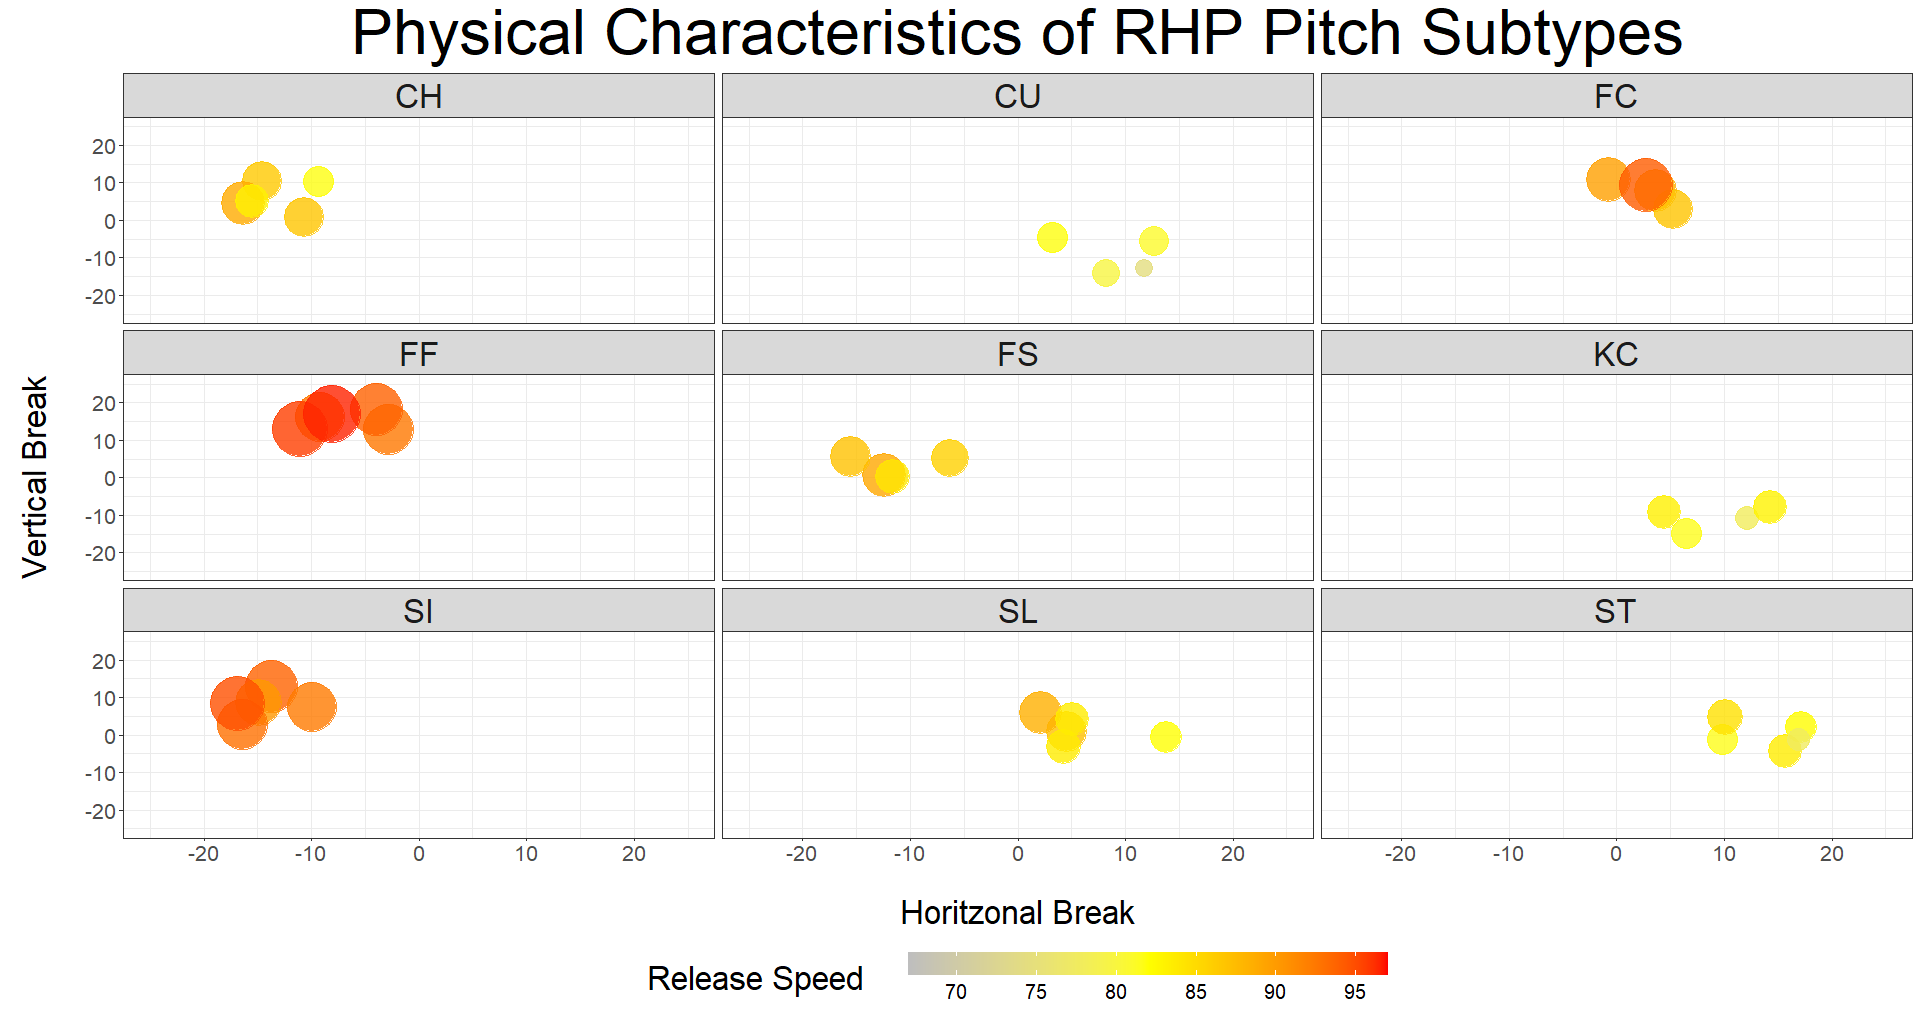 Physical Characteristics of RHP Pitch Subtypes
CH CU FC
20
10
0
-10
-20
FF FS KC
20
10
0
-10
-20
SI SL ST
20
10
0
-10
-20
Vertical Break
-20 -10 0 10 20 -20 -10 0 10 20 -20 -10 0 10 20
Horitzonal Break
Release Speed
70 75 80 85 90 95